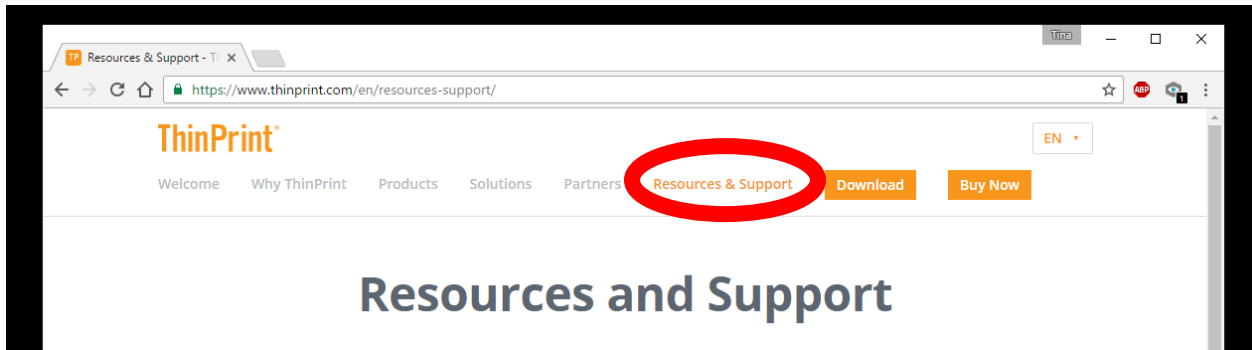 Tina
TP Resources & Support - T
https://www.thinprint.com/en/resources-support/
ABP
1
ThinPrint®
EN
Welcome Why ThinPrint Products Solutions Partners Resources & Support Download Buy Now
Resources and Support